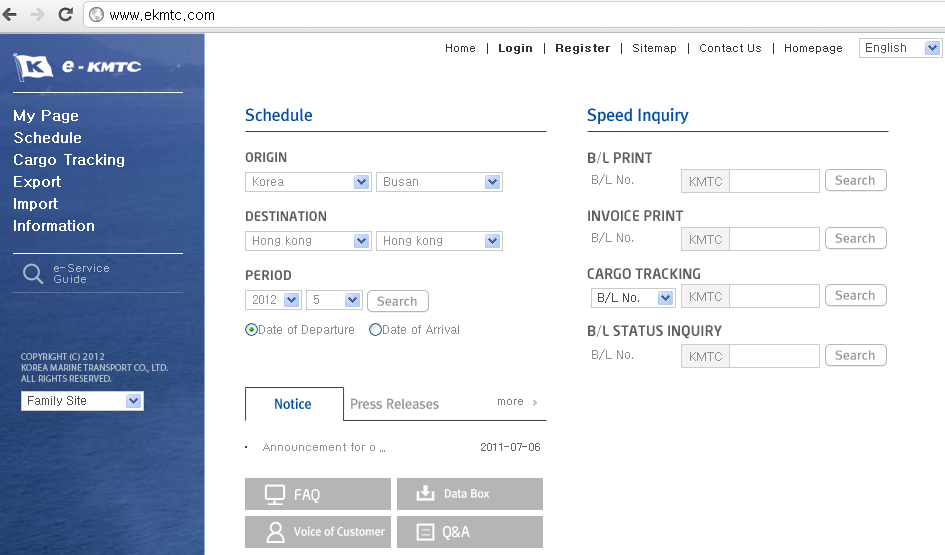 www.ekmtc.com
Home | Login | Register | Sitemap | Contact Us | Homepage English
K e-KMTC
My Page
Schedule
Cargo Tracking
Export
Import
Information
e-Service
Guide
COPYRIGHT (C) 2012
KOREA MARINE TRANSPORT CO., LTD.
ALL RIGHTS RESERVED.
Family Site
Schedule
ORIGIN
Korea Busan
DESTINATION
Hong kong Hong kong
PERIOD
2012 5 Search
Date of Departure Date of Arrival
Notice Press Releases more
Announcement for o ... 2011-07-06
FAQ Data Box
Voice of Customer Q&A
Speed Inquiry
B/L PRINT
B/L No. KMTC Search
INVOICE PRINT
B/L No. KMTC Search
CARGO TRACKING
B/L No. KMTC Search
B/L STATUS INQUIRY
B/L No. KMTC Search